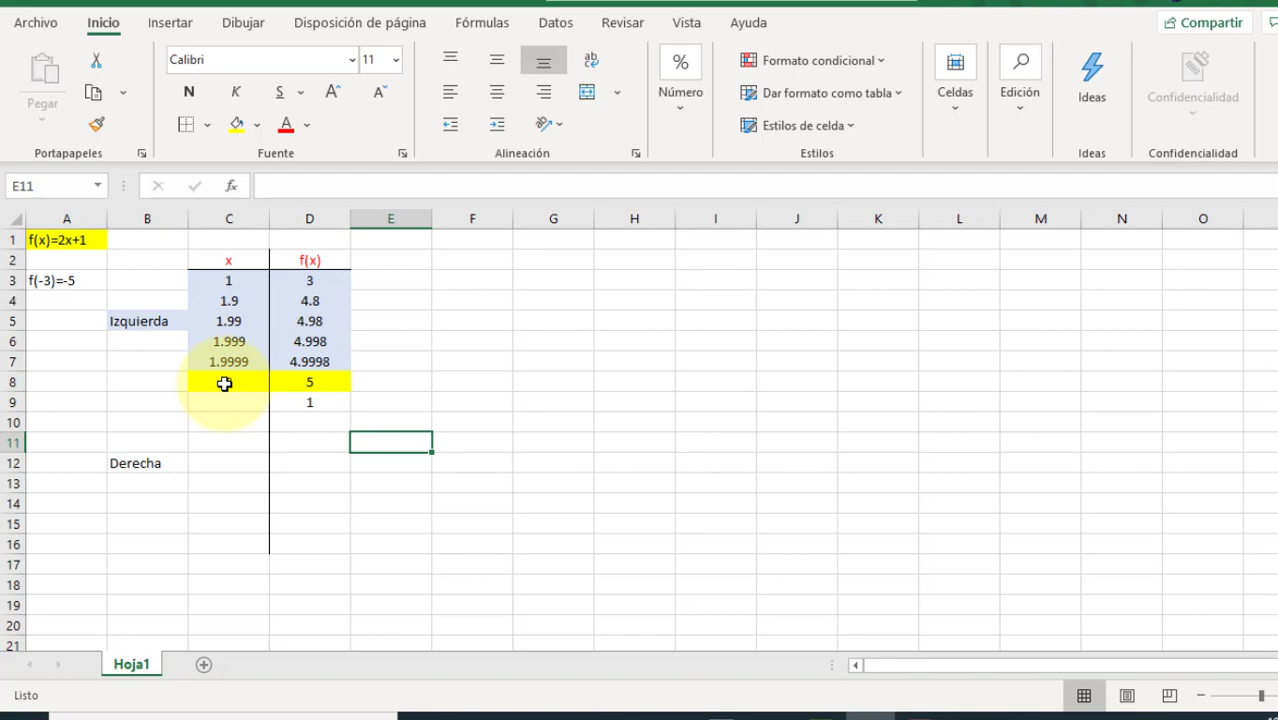 Archivo Inicio Insertar Dibujar Disposición de página Fórmulas Datos Revisar Vista Ayuda Compartir
Pegar
Portapapeles
Calibri 11
N K S A A
A
Fuente
ab
Alineación
%
Número
Formato condicional
Dar formato como tabla
Estilos de celda
Estilos
Celdas
Edición
Ideas
Ideas
Confidencialidad
Confidencialidad
E11 fx
A B C D E F G H I J K L M N O
1 f(x)=2x+1
2 x f(x)
3 f(-3)=-5 1 3
4 1.9 4.8
5 Izquierda 1.99 4.98
6 1.999 4.998
7 1.9999 4.9998
8 5
9 1
10
11
12 Derecha
13
14
15
16
17
18
19
20
21
Hoja1
Listo